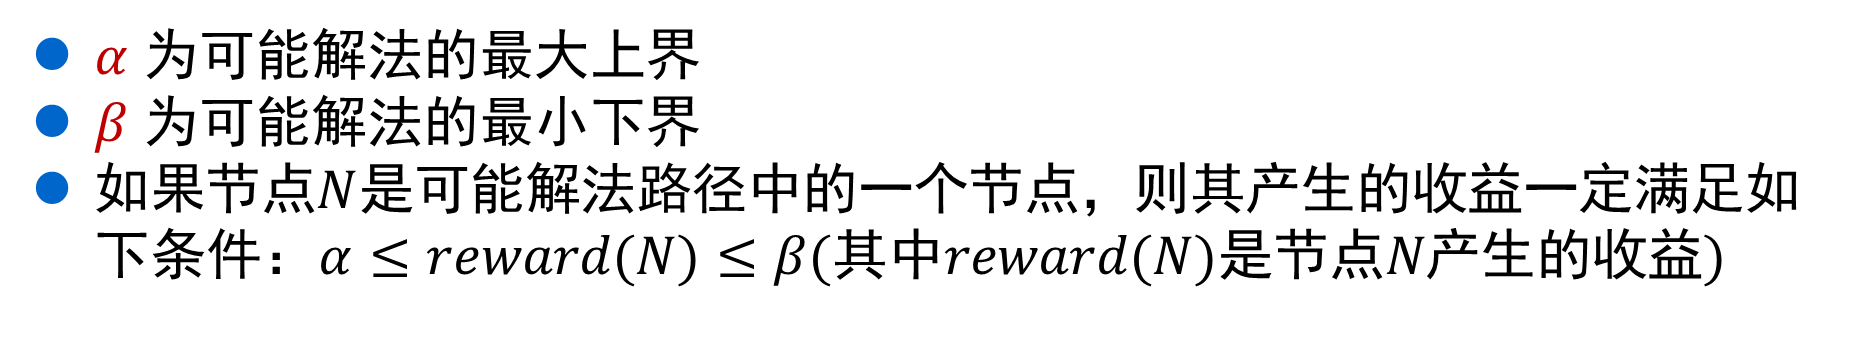 ● α 为可能解法的最大上界
● β 为可能解法的最小下界
● 如果节点N是可能解法路径中的一个节点，则其产生的收益一定满足如
下条件：α ≤ reward(N) ≤ β(其中reward(N)是节点N产生的收益)